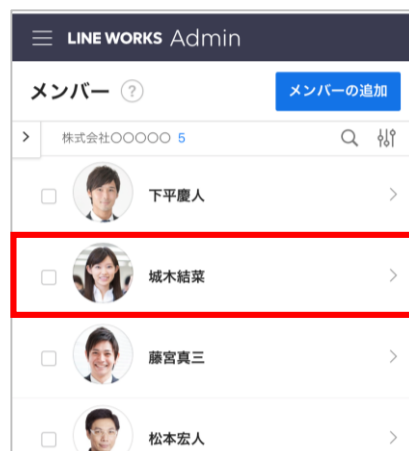 LINE WORKS Admin
メンバー ?
メンバーの追加
株式会社〇〇〇〇〇 5
下平慶人
城木結菜
藤宮真三
松本宏人